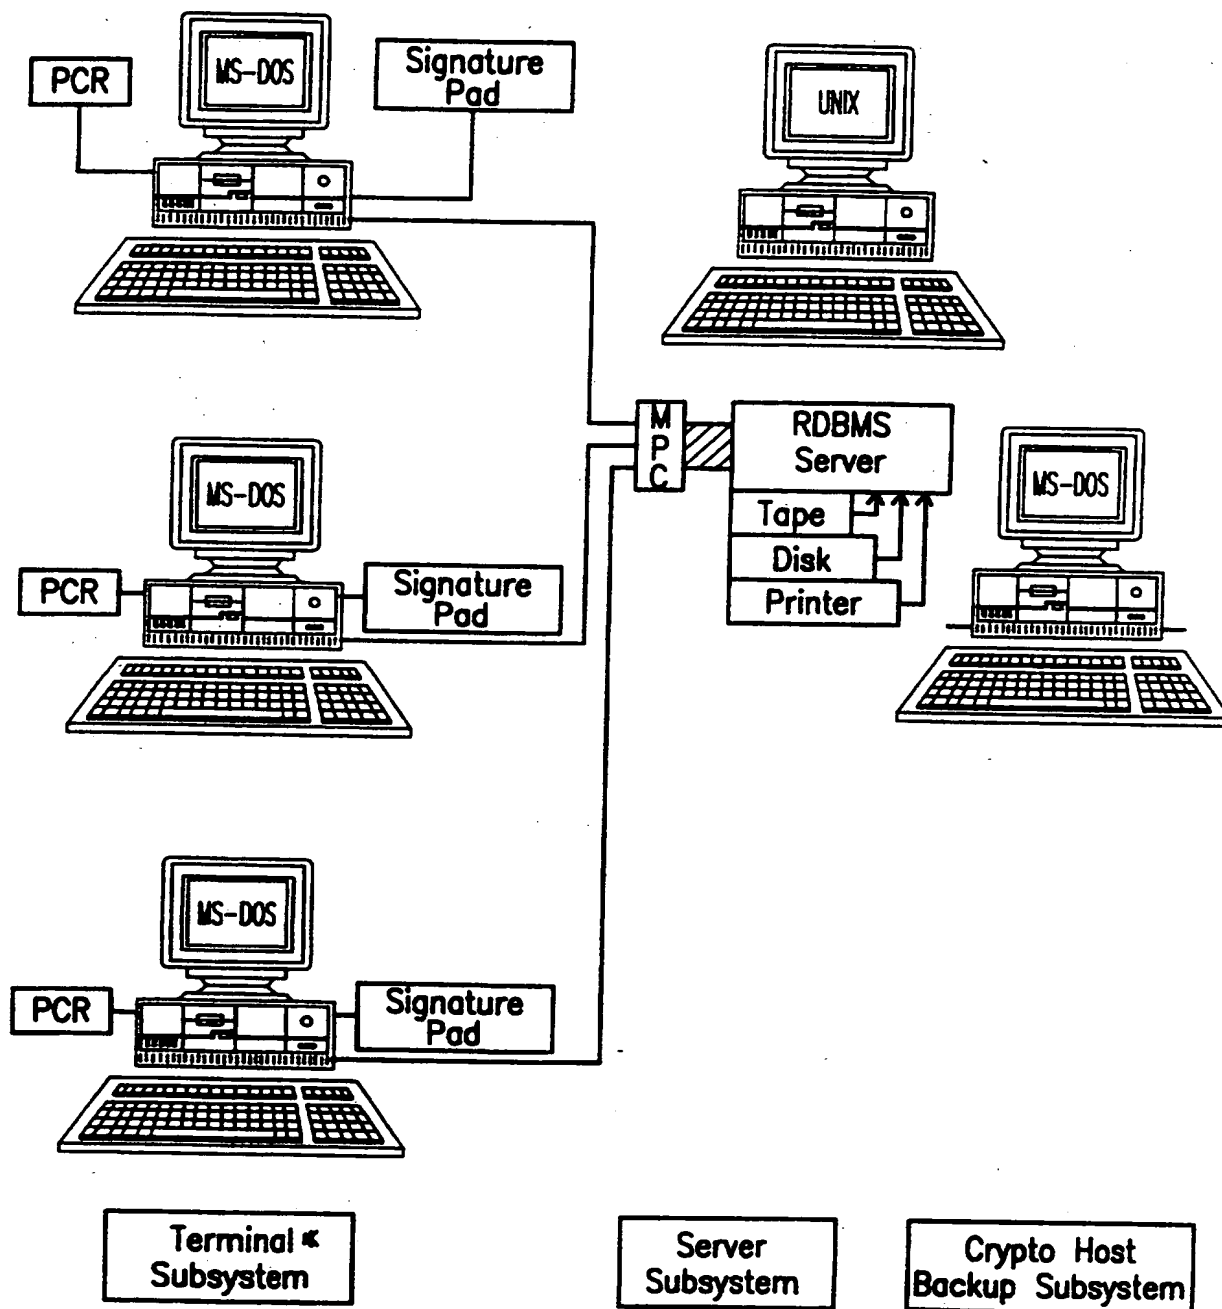 PCR
MS-DOS
Signature
Pad
UNIX
MS-DOS
PCR
Signature
Pad
M
P
C
RDBMS
Server
Tape
Disk
Printer
MS-DOS
MS-DOS
PCR
Signature
Pad
Terminal
Subsystem
Server
Subsystem
Crypto Host
Backup Subsystem